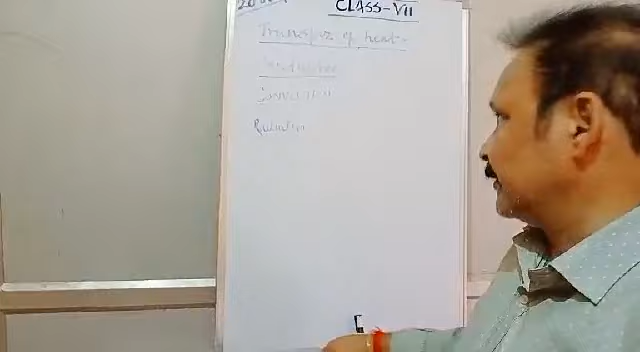 CLASS-VII
Transfer of heat-
Conduction
Convection
Radiation